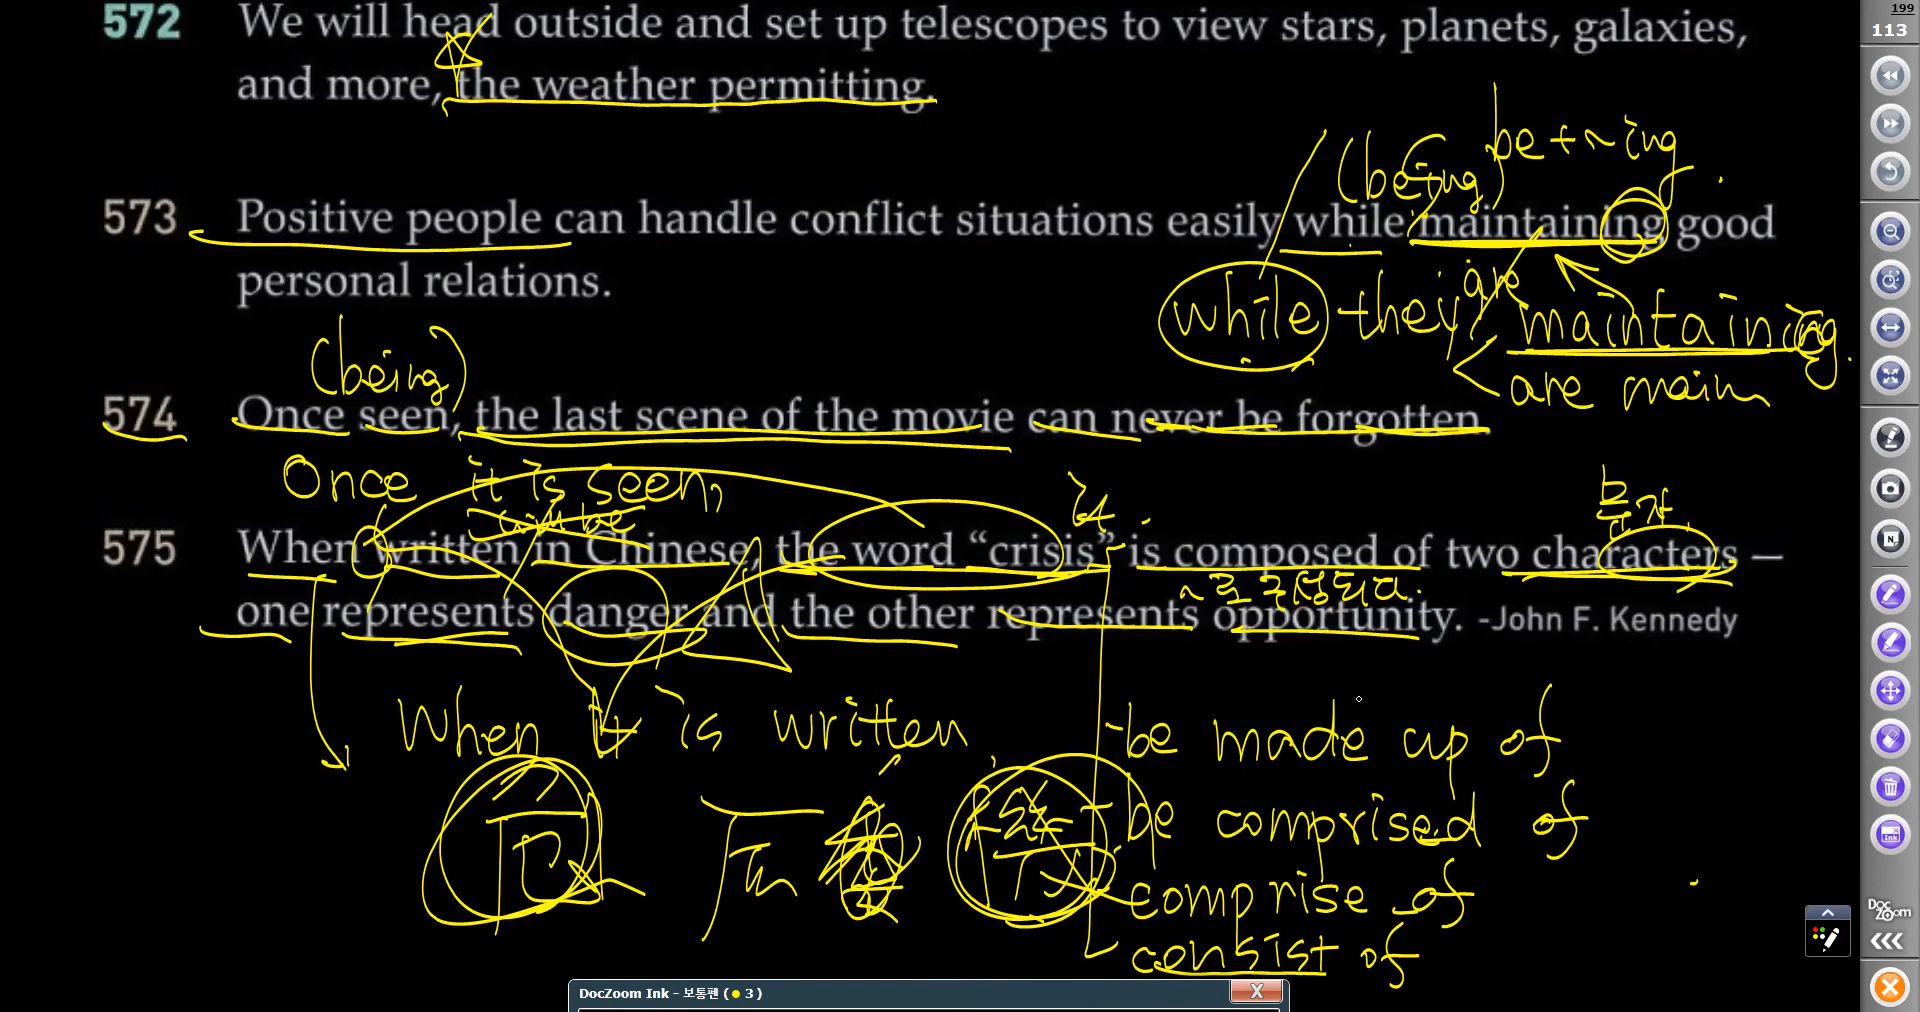 199
113
572 We will head outside and set up telescopes to view stars, planets, galaxies,
and more, the weather permitting.
(being) be+~ing
573 Positive people can handle conflict situations easily while maintaining good
personal relations.
while they are maintaining
are main
(being)
574 Once seen, the last scene of the movie can never be forgotten.
Once it is seen,
will be
575 When written in Chinese, the word “crisis” is composed of two characters —
문자
~로 구성되다.
one represents danger and the other represents opportunity. -John F. Kennedy
When it is written
-be made up of
-be comprised of
comprise of
consist of
DocZoom
DocZoom Ink - 보통펜 ( 3 )